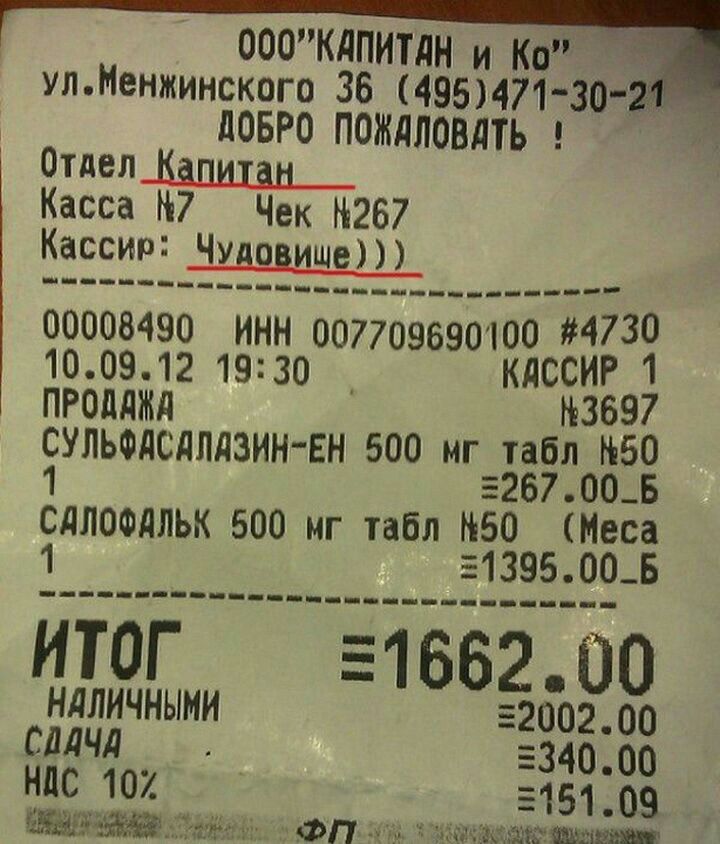 ООО"КАПИТАН и Ко"
ул.Менжинского 36 (495)471-30-21
ДОБРО ПОЖАЛОВАТЬ !
Отдел Капитан
Касса №7 Чек №267
Кассир: Чудовище)))
00008490 ИНН 007709690100 #4730
10.09.12 19:30 КАССИР 1
ПРОДАЖА №3697
СУЛЬФАСАЛАЗИН-ЕН 500 мг табл №50
1 ≡267.00_Б
САЛОФАЛЬК 500 мг табл №50 (Меса
1 ≡1395.00_Б
ИТОГ ≡1662.00
НАЛИЧНЫМИ ≡2002.00
СДАЧА ≡340.00
НДС 10% ≡151.09
ФП